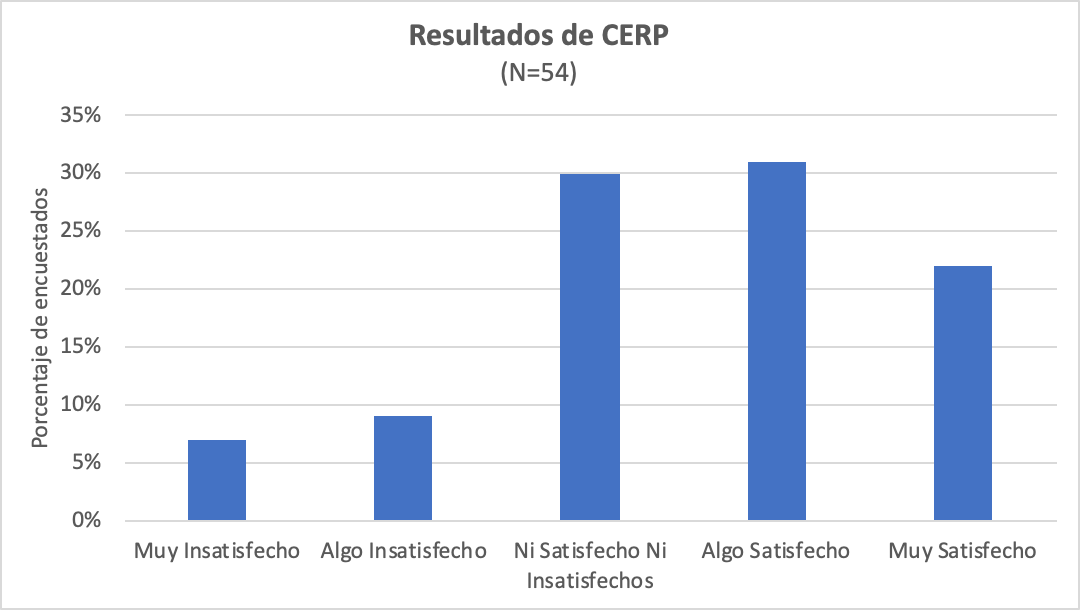 Resultados de CERP
(N=54)
Porcentaje de encuestados
35%
30%
25%
20%
15%
10%
5%
0%
Muy Insatisfecho
Algo Insatisfecho
Ni Satisfecho Ni
Insatisfechos
Algo Satisfecho
Muy Satisfecho